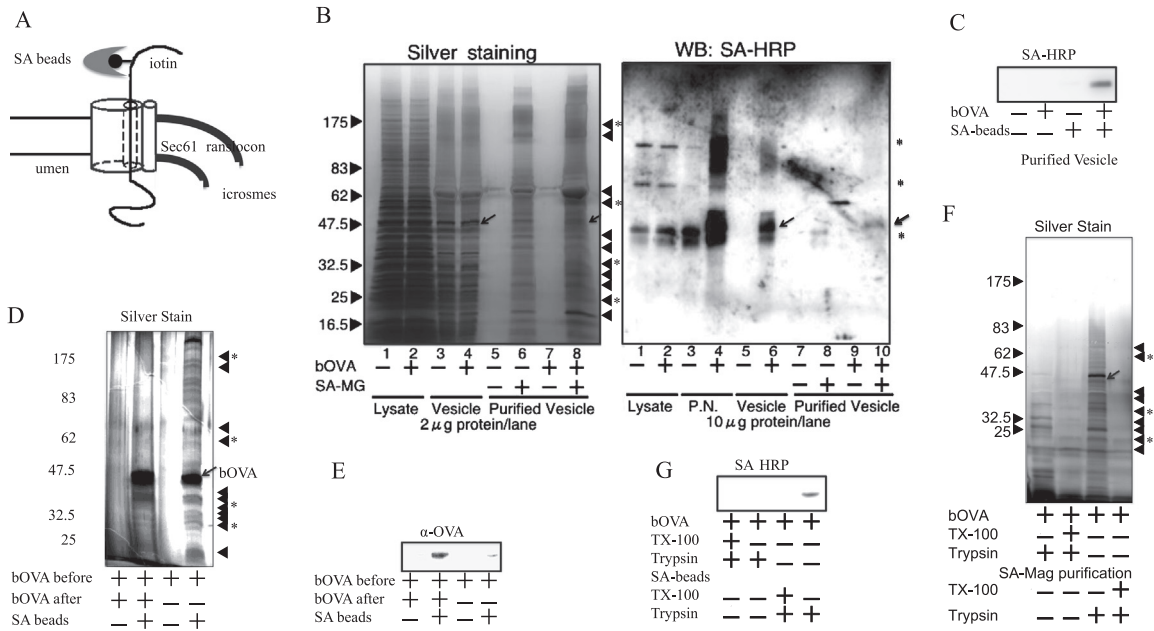 A
SA beads
iotin
Sec61 ranslocon
umen
icrosmes
B
Silver staining
WB: SA-HRP
175
83
62
47.5
32.5
25
16.5
*
*
*
*
*
*
*
1 2 3 4 5 6 7 8
bOVA − + − + − − + +
SA-MG − + − +
Lysate Vesicle Purified Vesicle
2 μg protein/lane
1 2 3 4 5 6 7 8 9 10
− + − + − + − − + +
− + − +
Lysate P.N. Vesicle Purified Vesicle
10 μg protein/lane
C
SA-HRP
bOVA − + − +
SA-beads − − + +
Purified Vesicle
D
Silver Stain
175
83
62
47.5
32.5
25
*
*
bOVA
*
*
bOVA before + + + +
bOVA after + + − −
SA beads − + − +
E
α-OVA
bOVA before + + + +
bOVA after + + − −
SA beads − + − +
G
SA HRP
bOVA + + + +
TX-100 + − − −
Trypsin + + − −
SA-beads
TX-100 − − + −
Trypsin − − + +
F
Silver Stain
175
83
62
47.5
32.5
25
*
*
*
bOVA + + + +
TX-100 − + − −
Trypsin + + − −
SA-Mag purification
TX-100 +
Trypsin − − + +